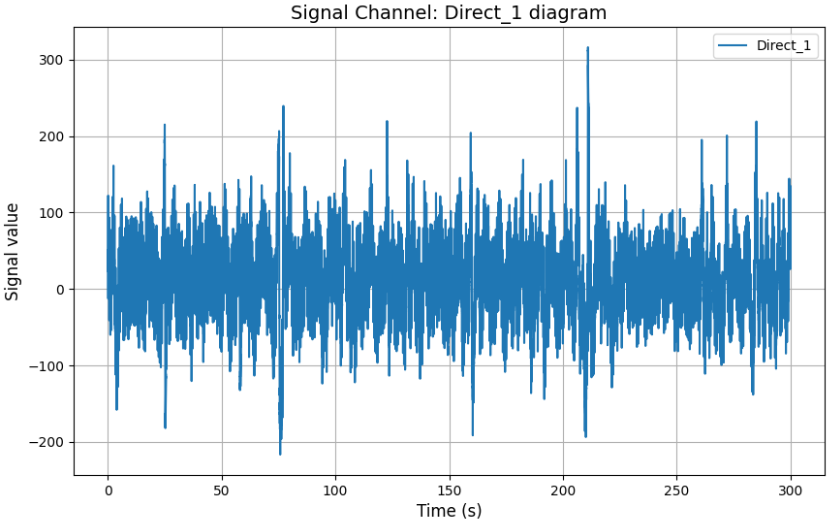 Signal Channel: Direct_1 diagram
Direct_1
Signal value
300
200
100
0
−100
−200
0 50 100 150 200 250 300
Time (s)